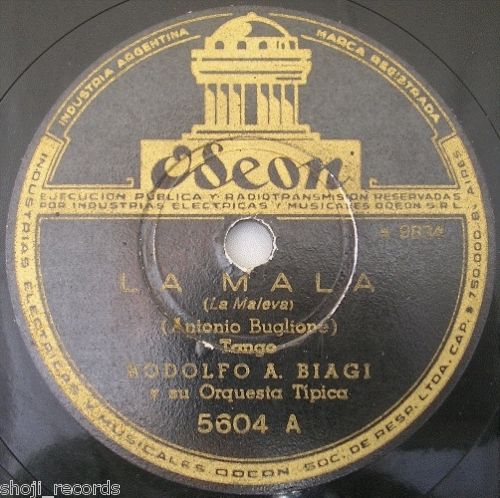 INDUSTRIA ARGENTINA
MARCA REGISTRADA
Odeon
EJECUCION PUBLICA Y RADIOTRANSMISION RESERVADAS
POR INDUSTRIAS ELECTRICAS Y MUSICALES ODEON S.R.L.
LA MALA
(La Maleva)
(Antonio Buglione)
Tango
RODOLFO A. BIAGI
y su Orquesta Típica
5604 A
INDUSTRIAS ELECTRICAS Y MUSICALES ODEON SOC. DE RESP. LTDA. CAP. $ 750.000 Bs. AIRES
shoji_records